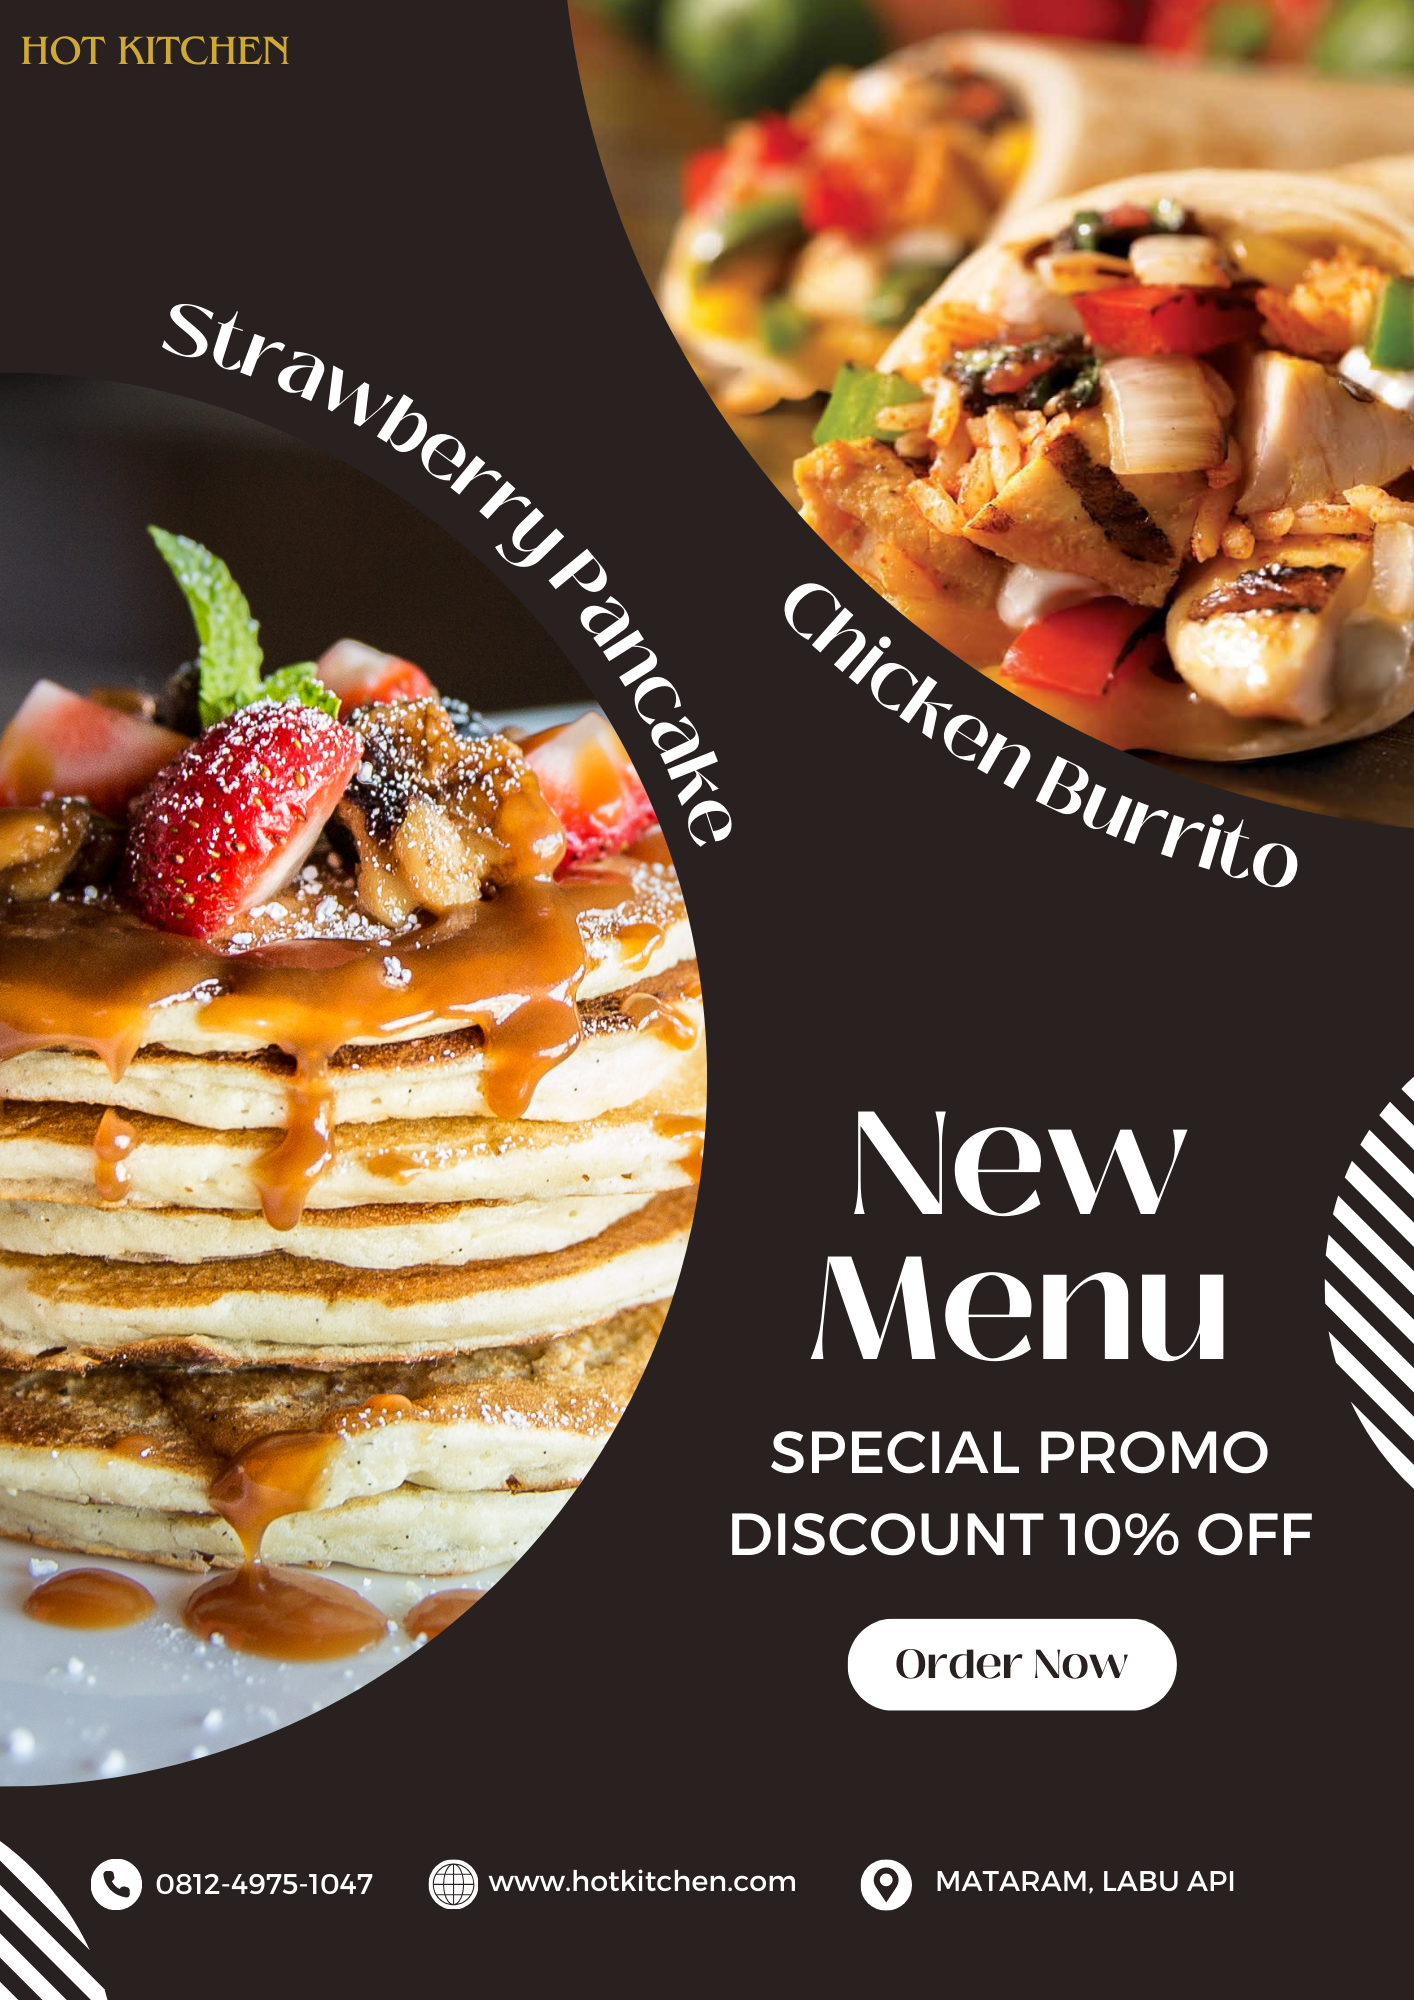 HOT KITCHEN
Strawberry Pancake
Chicken Burrito
New
Menu
SPECIAL PROMO
DISCOUNT 10% OFF
Order Now
0812-4975-1047
www.hotkitchen.com
MATARAM, LABU API